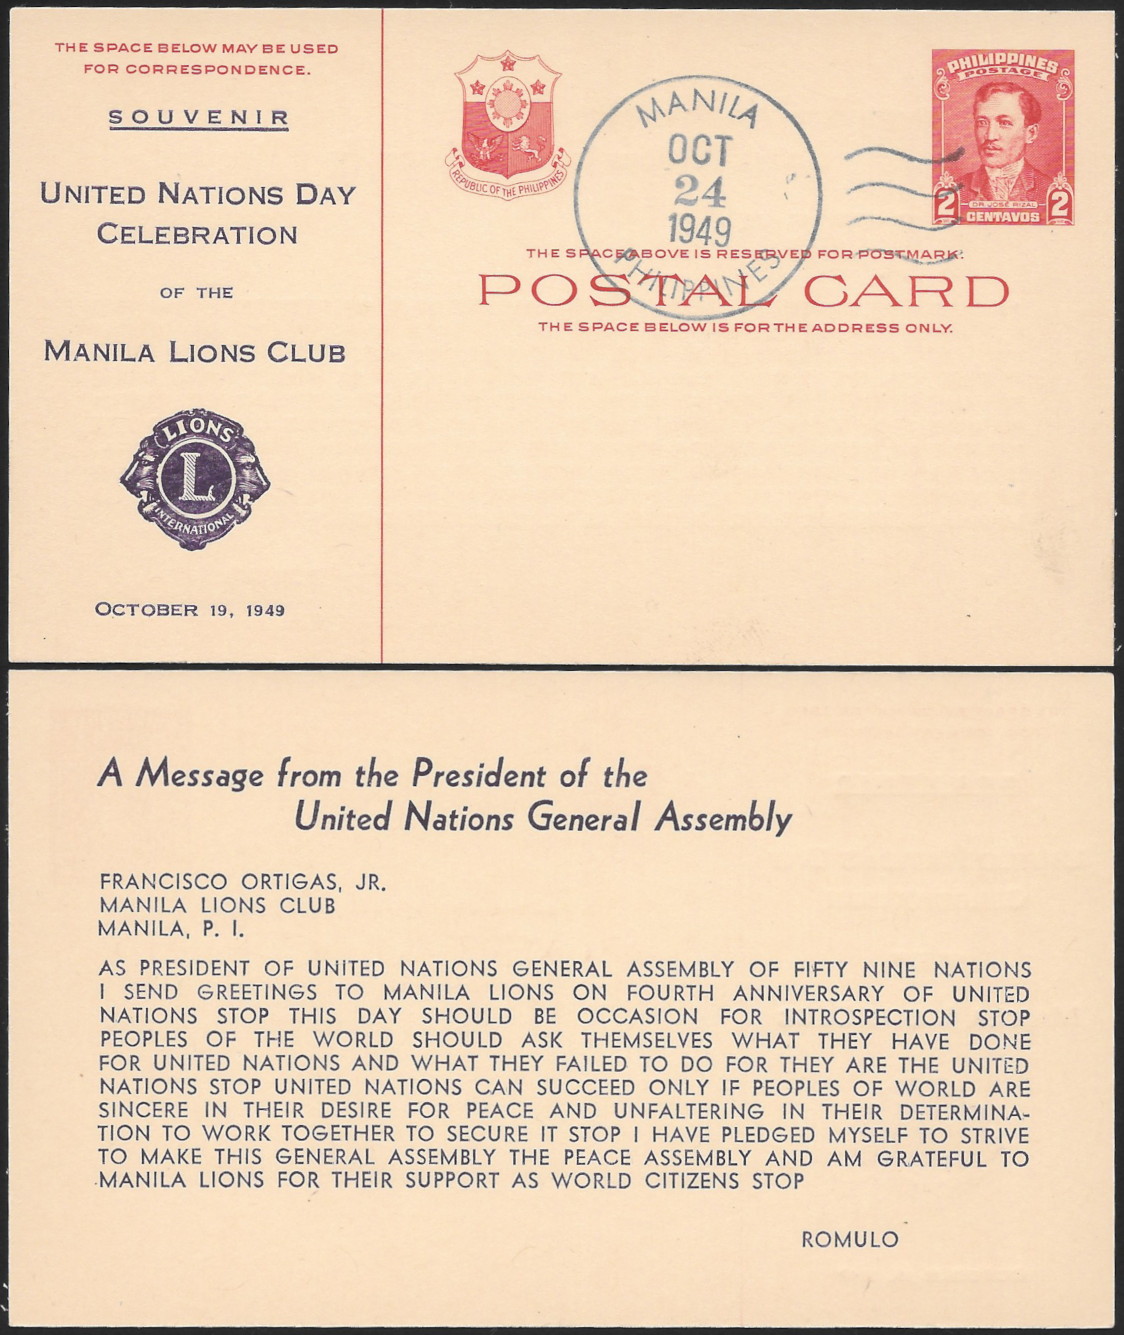 THE SPACE BELOW MAY BE USED
FOR CORRESPONDENCE.
SOUVENIR
UNITED NATIONS DAY
CELEBRATION
OF THE
MANILA LIONS CLUB
LIONS
L
INTERNATIONAL
OCTOBER 19, 1949
REPUBLIC OF THE PHILIPPINES
MANILA
OCT
24
1949
PHILIPPINES
PHILIPPINES
POSTAGE
DR. JOSE RIZAL
2 CENTAVOS 2
THE SPACE ABOVE IS RESERVED FOR POSTMARK.
POSTAL CARD
THE SPACE BELOW IS FOR THE ADDRESS ONLY.
A Message from the President of the
United Nations General Assembly
FRANCISCO ORTIGAS, JR.
MANILA LIONS CLUB
MANILA, P. I.
AS PRESIDENT OF UNITED NATIONS GENERAL ASSEMBLY OF FIFTY NINE NATIONS
I SEND GREETINGS TO MANILA LIONS ON FOURTH ANNIVERSARY OF UNITED
NATIONS STOP THIS DAY SHOULD BE OCCASION FOR INTROSPECTION STOP
PEOPLES OF THE WORLD SHOULD ASK THEMSELVES WHAT THEY HAVE DONE
FOR UNITED NATIONS AND WHAT THEY FAILED TO DO FOR THEY ARE THE UNITED
NATIONS STOP UNITED NATIONS CAN SUCCEED ONLY IF PEOPLES OF WORLD ARE
SINCERE IN THEIR DESIRE FOR PEACE AND UNFALTERING IN THEIR DETERMINA-
TION TO WORK TOGETHER TO SECURE IT STOP I HAVE PLEDGED MYSELF TO STRIVE
TO MAKE THIS GENERAL ASSEMBLY THE PEACE ASSEMBLY AND AM GRATEFUL TO
MANILA LIONS FOR THEIR SUPPORT AS WORLD CITIZENS STOP
ROMULO